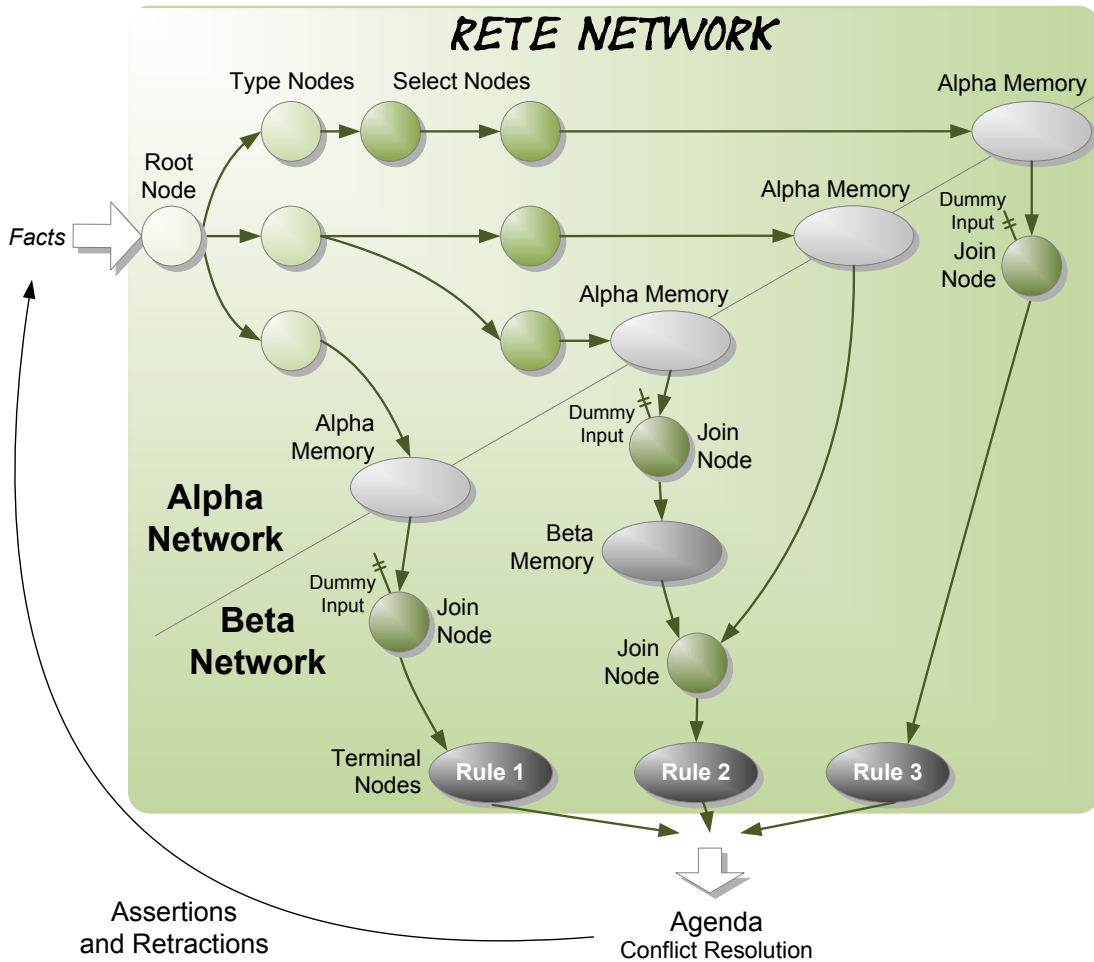 RETE NETWORK
Type Nodes
Select Nodes
Alpha Memory
Root
Node
Alpha Memory
Dummy
Input
Join
Node
Facts
Alpha Memory
Dummy
Input
Join
Node
Alpha
Memory
Alpha
Network
Beta
Memory
Dummy
Input
Join
Node
Beta
Network
Join
Node
Terminal
Nodes
Rule 1
Rule 2
Rule 3
Assertions
and Retractions
Agenda
Conflict Resolution